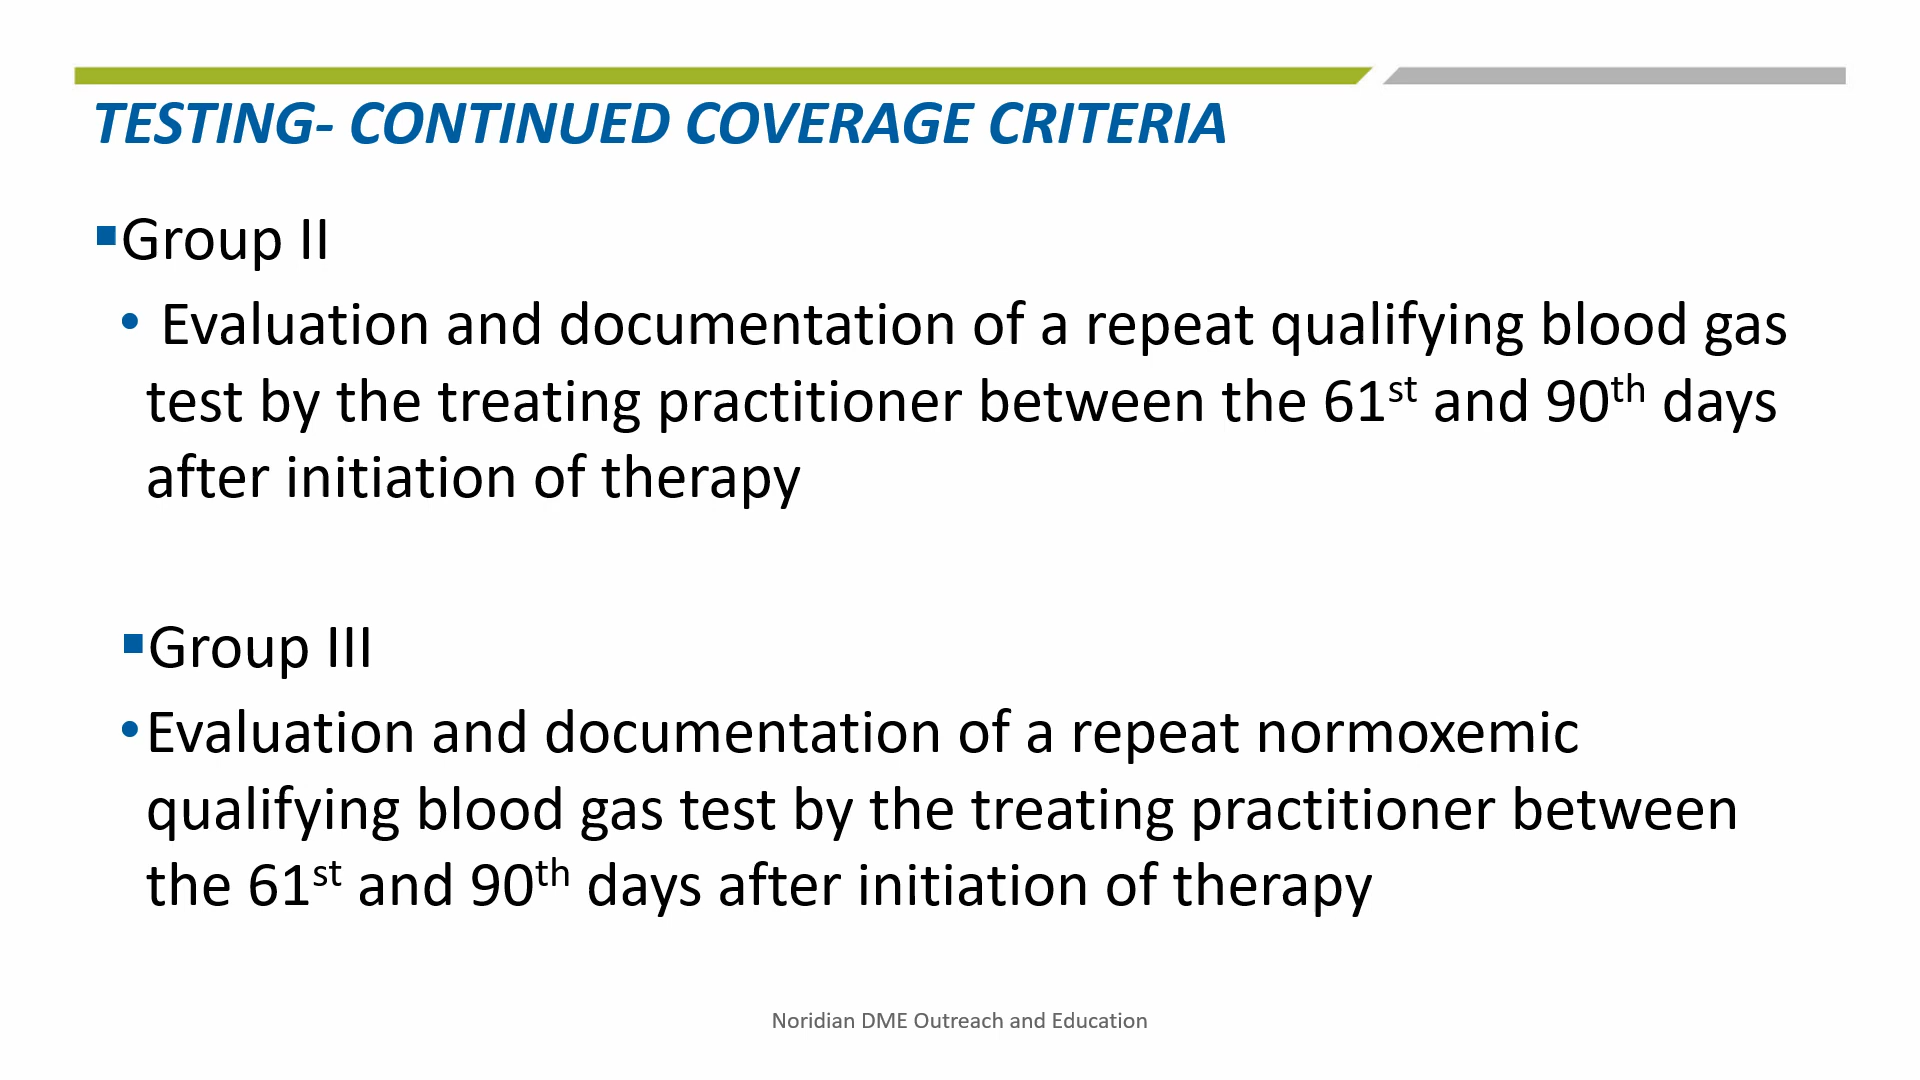 TESTING- CONTINUED COVERAGE CRITERIA
▪Group II
• Evaluation and documentation of a repeat qualifying blood gas
test by the treating practitioner between the 61st and 90th days
after initiation of therapy
▪Group III
•Evaluation and documentation of a repeat normoxemic
qualifying blood gas test by the treating practitioner between
the 61st and 90th days after initiation of therapy
Noridian DME Outreach and Education